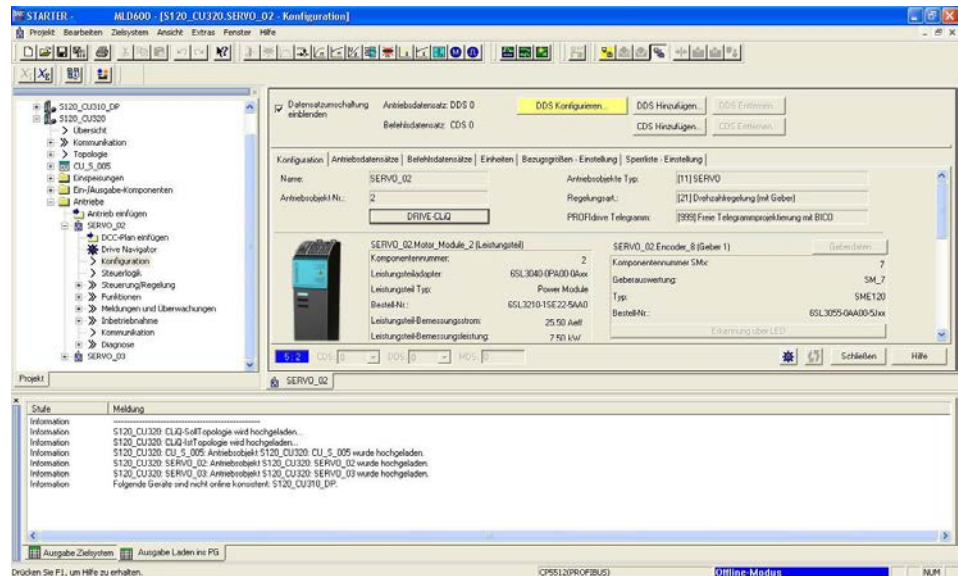 STARTER - MLD600 - [S120_CU320.SERVO_02 - Konfiguration]
Projekt Bearbeiten Zielsystem Ansicht Extras Fenster Hilfe
S120_CU310_DP
S120_CU320
Übersicht
Kommunikation
Topologie
CU_S_005
Einspeisungen
Ein-/Ausgabe-Komponenten
Antriebe
Antrieb einfügen
SERVO_02
DCC-Plan einfügen
Drive Navigator
Konfiguration
Steuerlogik
Steuerung/Regelung
Funktionen
Meldungen und Überwachungen
Inbetriebnahme
Kommunikation
Diagnose
SERVO_03
Projekt
Datensatzumschaltung einblenden
Antriebsdatensatz: DDS 0
Befehlsdatensatz: CDS 0
DDS Konfigurieren...
DDS Hinzufügen...
DDS Entfernen...
CDS Hinzufügen...
CDS Entfernen...
Konfiguration Antriebsdatensätze Befehlsdatensätze Einheiten Bezugsgrößen - Einstellung Sperrliste - Einstellung
Name: SERVO_02
Antriebsobjekte Typ: [11] SERVO
Antriebsobjekt-Nr.: 2
Regelungsart.: [21] Drehzahlregelung (mit Geber)
DRIVE-CLiQ
PROFIdrive Telegramm: [999] Freie Telegrammprojektierung mit BICO
SERVO_02.Motor_Module_2 (Leistungsteil)
Komponentennummer: 2
Leistungsteiladapter: 6SL3040-0PA00-0Axx
Leistungsteil Typ: Power Module
Bestell-Nr.: 6SL3210-1SE22-5AA0
Leistungsteil-Bemessungsstrom: 25.50 Aeff
Leistungsteil-Bemessungsleistung: 7.50 kW
SERVO_02.Encoder_8 (Geber 1)
Geberdaten...
Komponentennummer SMx: 7
Geberauswertung: SM_7
Typ: SME120
Bestell-Nr.: 6SL3055-0AA00-5Jxx
Erkennung über LED
5: 2 CDS: 0 DDS: 0 MDS: 0
Schließen
Hilfe
SERVO_02
Stufe Meldung
Information ----------------------------------------
Information S120_CU320: CLiQ-SollTopologie wird hochgeladen...
Information S120_CU320: CLiQ-IstTopologie wird hochgeladen...
Information S120_CU320: CU_S_005: Antriebsobjekt S120_CU320: CU_S_005 wurde hochgeladen.
Information S120_CU320: SERVO_02: Antriebsobjekt S120_CU320: SERVO_02 wurde hochgeladen.
Information S120_CU320: SERVO_03: Antriebsobjekt S120_CU320: SERVO_03 wurde hochgeladen.
Information Folgende Geräte sind nicht online konsistent: S120_CU310_DP.
Ausgabe Zielsystem Ausgabe Laden ins PG
Drücken Sie F1, um Hilfe zu erhalten.
CP5512(PROFIBUS)
Offline-Modus
NUM